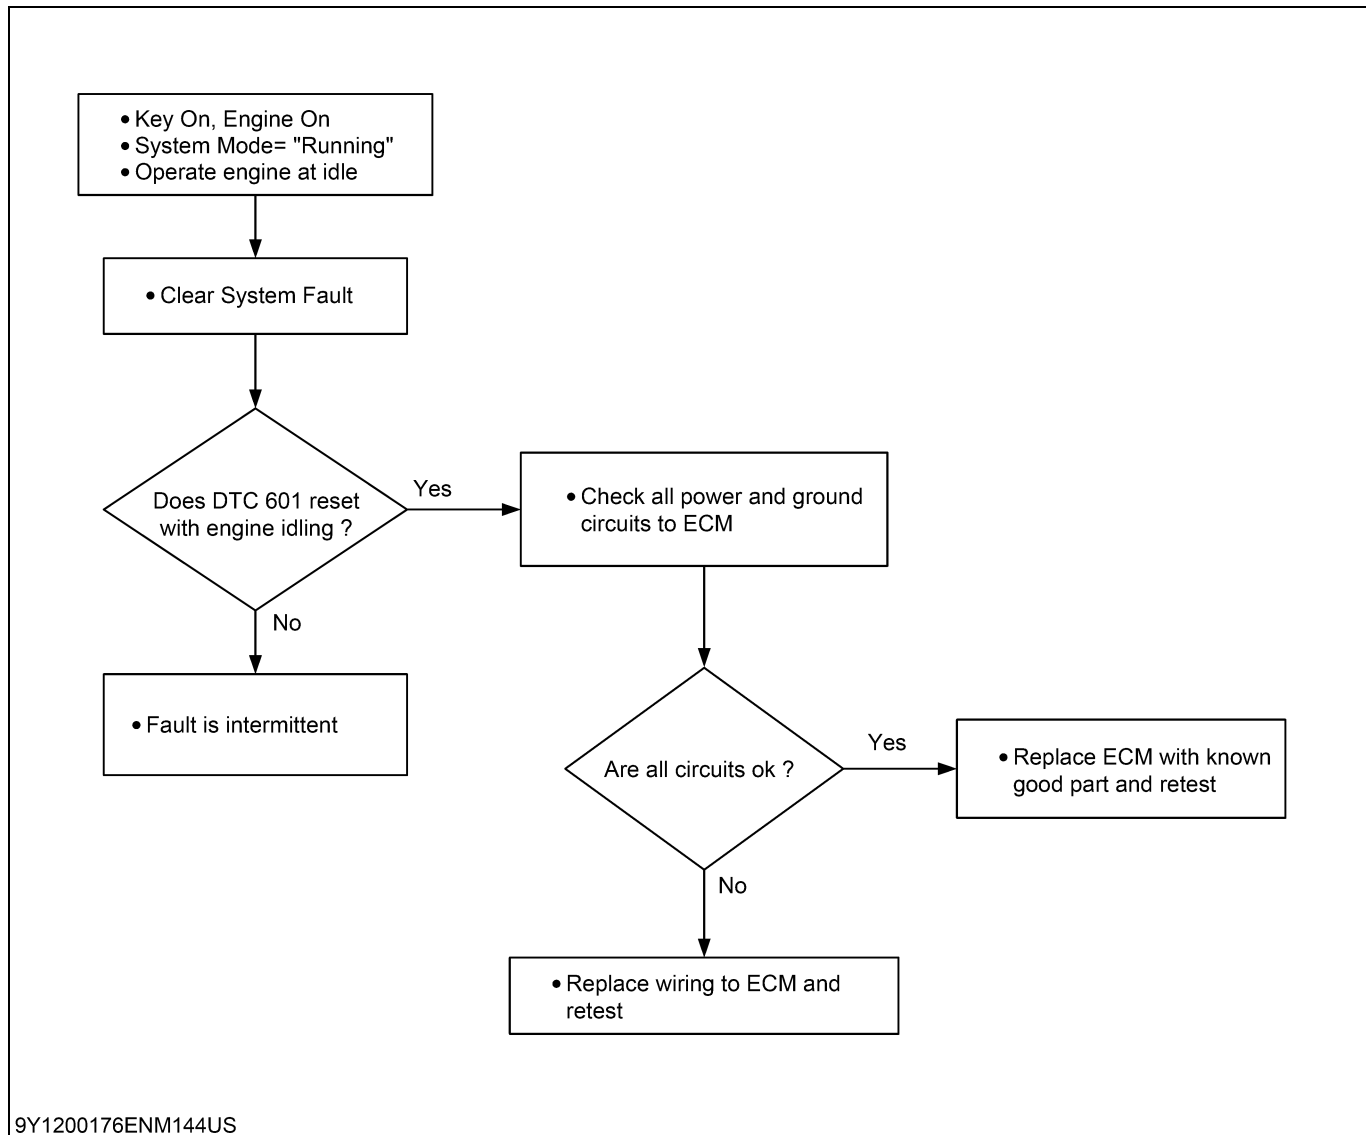 • Key On, Engine On
• System Mode= "Running"
• Operate engine at idle
• Clear System Fault
Does DTC 601 reset
with engine idling ?
Yes
• Check all power and ground
circuits to ECM
No
• Fault is intermittent
Are all circuits ok ?
Yes
• Replace ECM with known
good part and retest
No
• Replace wiring to ECM and
retest
9Y1200176ENM144US